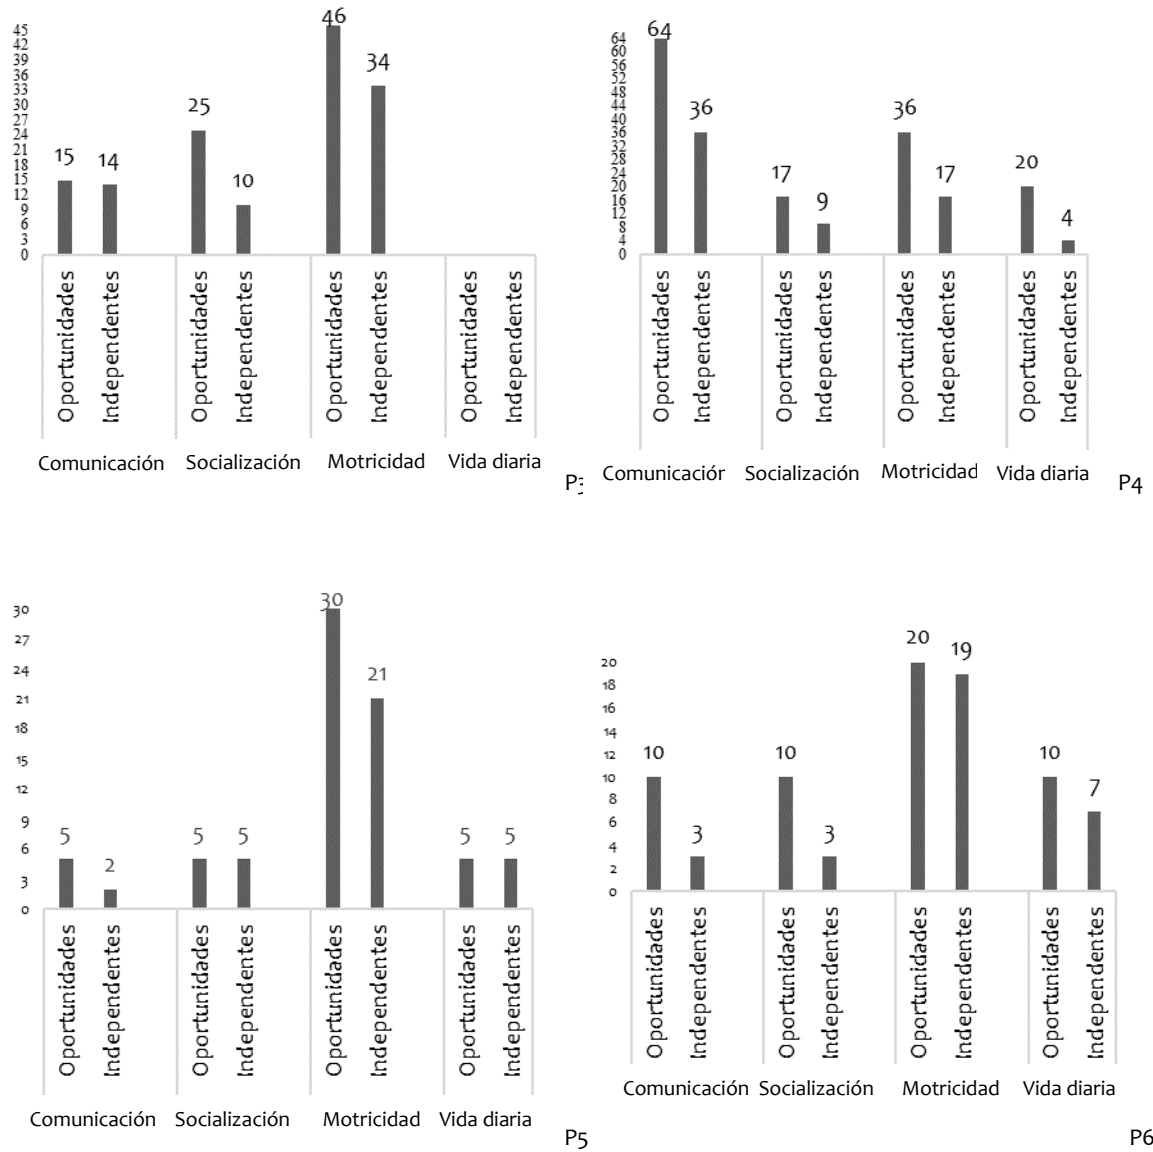 46
45
42
39
36
33
30
27
24
21
18
15
12
9
6
3
0
15
14
25
10
34
Oportunidades
Independentes
Oportunidades
Independentes
Oportunidades
Independentes
Oportunidades
Independentes
Comunicación Socialización Motricidad Vida diaria
P3
64
60
56
52
48
44
40
36
32
28
24
20
16
12
8
4
0
64
36
17
9
36
17
20
4
Oportunidades
Independentes
Oportunidades
Independentes
Oportunidades
Independentes
Oportunidades
Independentes
Comunicación Socialización Motricidad Vida diaria
P4
30
27
24
21
18
15
12
9
6
3
0
5
2
5
5
30
21
5
5
Oportunidades
Independentes
Oportunidades
Independentes
Oportunidades
Independentes
Oportunidades
Independentes
Comunicación Socialización Motricidad Vida diaria
P5
20
18
16
14
12
10
8
6
4
2
0
10
3
10
3
20
19
10
7
Oportunidades
Independentes
Oportunidades
Independentes
Oportunidades
Independentes
Oportunidades
Independentes
Comunicación Socialización Motricidad Vida diaria
P6